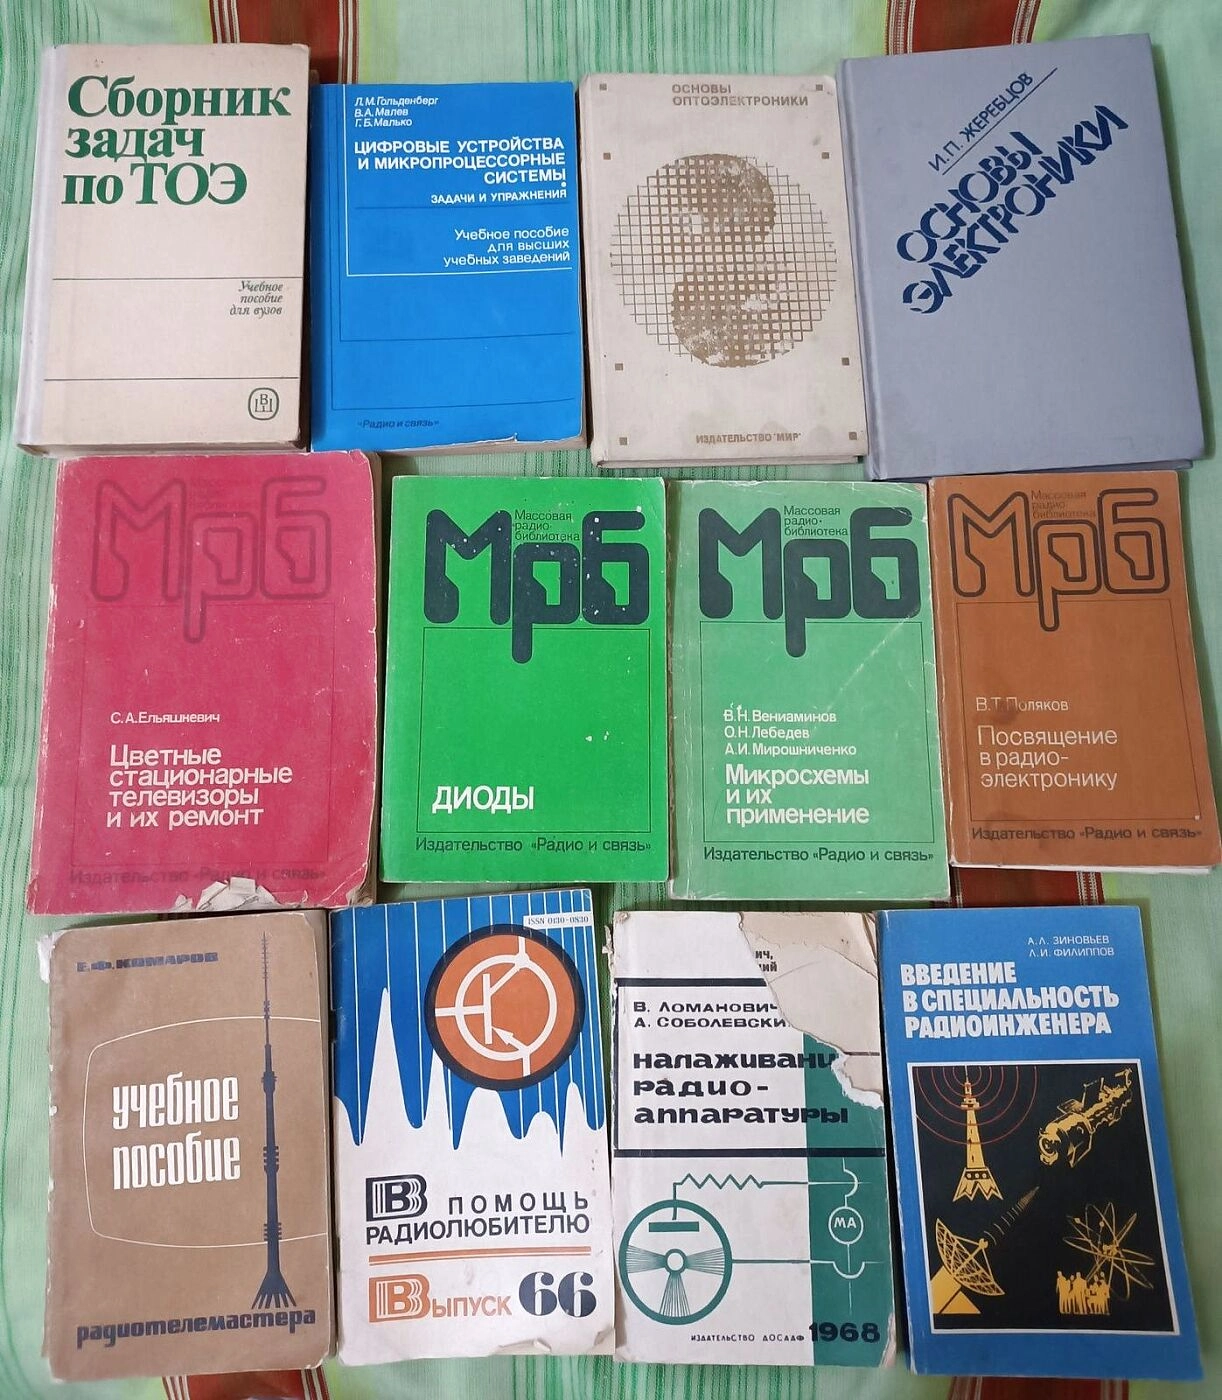 Сборник
задач
по ТОЭ
Учебное
пособие
для вузов
Л.М. Гольденберг
В.А. Малев
Г.Б. Малько
ЦИФРОВЫЕ УСТРОЙСТВА
И МИКРОПРОЦЕССОРНЫЕ
СИСТЕМЫ.
ЗАДАЧИ И УПРАЖНЕНИЯ
Учебное пособие
для высших
учебных заведений
«Радио и связь»
ОСНОВЫ
ОПТОЭЛЕКТРОНИКИ
ИЗДАТЕЛЬСТВО "МИР"
И.П. ЖЕРЕБЦОВ
ОСНОВЫ
ЭЛЕКТРОНИКИ
Мрб
С.А.Ельяшкевич
Цветные
стационарные
телевизоры
и их ремонт
Издательство «Радио и связь»
Мрб
Массовая
радио-
библиотека
ДИОДЫ
Издательство «Радио и связь»
Мрб
Массовая
радио-
библиотека
В.Н. Вениаминов
О.Н. Лебедев
А.И. Мирошниченко
Микросхемы
и их
применение
Издательство «Радио и связь»
Мрб
Массовая
радио
библиотека
В.Т. Поляков
Посвящение
в радио-
электронику
Издательство «Радио и связь»
Е.Ф. КОМАРОВ
учебное
пособие
радиотелемастера
ISSN 0130-0830
В ПОМОЩЬ
РАДИОЛЮБИТЕЛЮ
Выпуск 66
ич,
ий
В. ЛОМАНОВИЧ
А. СОБОЛЕВСКИ
НАЛАЖИВАНИ
РАДИО-
АППАРАТУРЫ
МА
ИЗДАТЕЛЬСТВО ДОСААФ 1968
А.Л. ЗИНОВЬЕВ
Л.И. ФИЛИППОВ
ВВЕДЕНИЕ
В СПЕЦИАЛЬНОСТЬ
РАДИОИНЖЕНЕРА